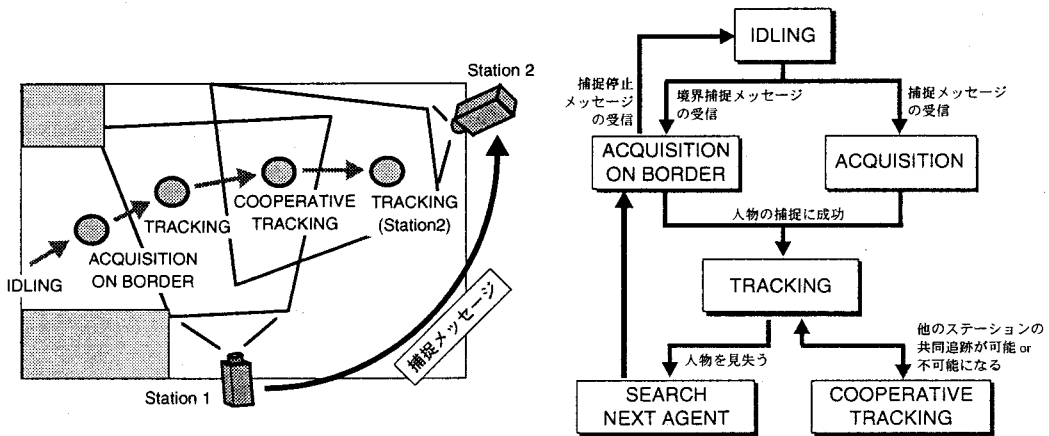 Station 2
COOPERATIVE
TRACKING
TRACKING
(Station2)
TRACKING
ACQUISITION
ON BORDER
IDLING
捕捉メッセージ
Station 1
IDLING
捕捉停止
メッセージ
の受信
境界捕捉メッセージ
の受信
捕捉メッセージ
の受信
ACQUISITION
ON BORDER
ACQUISITION
人物の捕捉に成功
TRACKING
人物を見失う
他のステーションの
共同追跡が可能 or
不可能になる
SEARCH
NEXT AGENT
COOPERATIVE
TRACKING